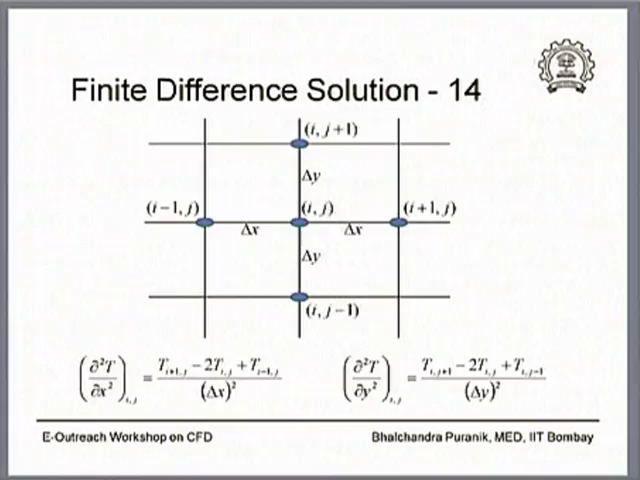 Finite Difference Solution - 14
(i, j+1)
Δy
(i−1, j) (i, j) (i+1, j)
Δx Δx
Δy
(i, j−1)
(∂²T/∂x²)i,j = (Ti+1,j − 2Ti,j + Ti−1,j)/(Δx)² (∂²T/∂y²)i,j = (Ti,j+1 − 2Ti,j + Ti,j−1)/(Δy)²
E-Outreach Workshop on CFD Bhalchandra Puranik, MED, IIT Bombay